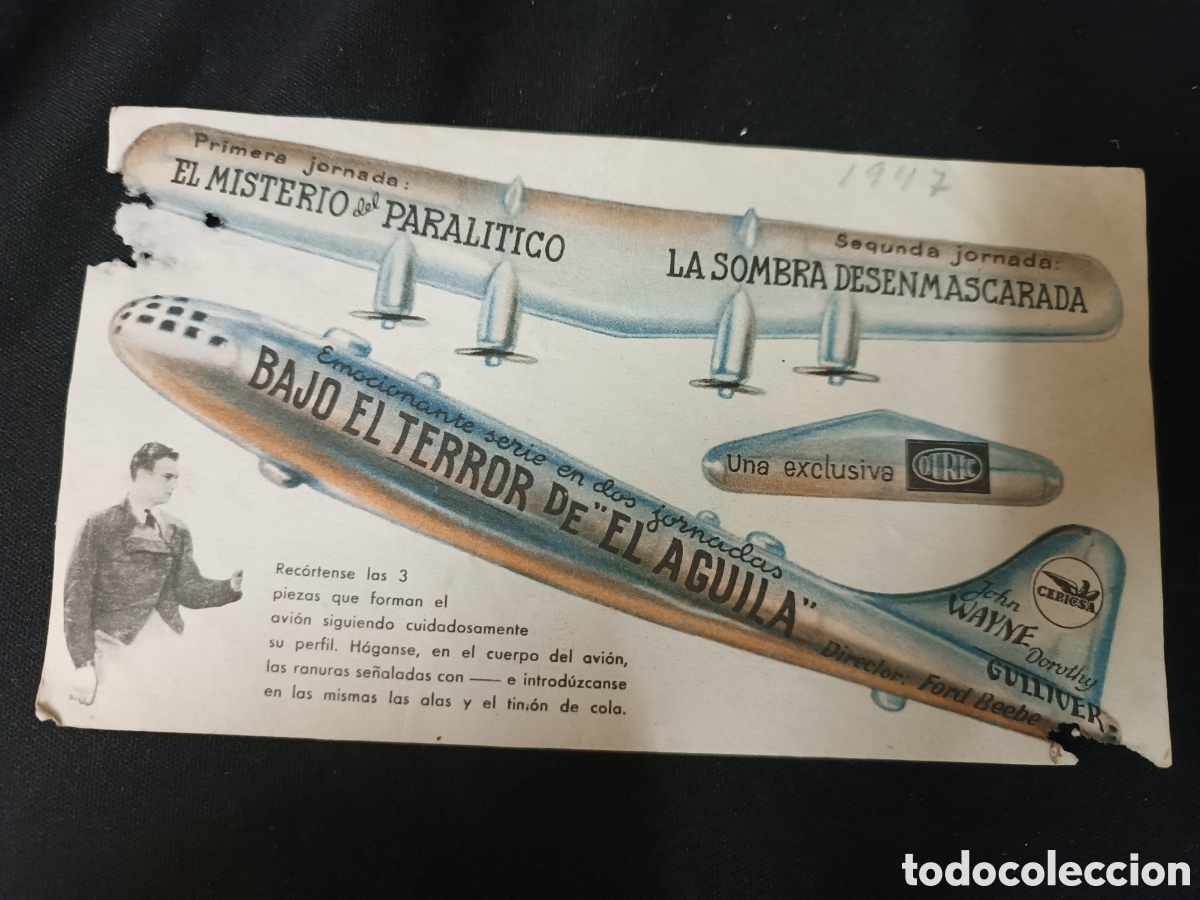 Primera jornada:
EL MISTERIO del PARALITICO
1947
Segunda jornada:
LA SOMBRA DESENMASCARADA
Emocionante serie en dos jornadas
BAJO EL TERROR DE "EL AGUILA"
Una exclusiva
CEPICSA
John
WAYNE
Dorothy
GULLIVER
Director: Ford Beebe
Recórtense las 3
piezas que forman el
avión siguiendo cuidadosamente
su perfil. Háganse, en el cuerpo del avión,
las ranuras señaladas con — e introdúzcanse
en las mismas las alas y el timón de cola.
todocoleccion